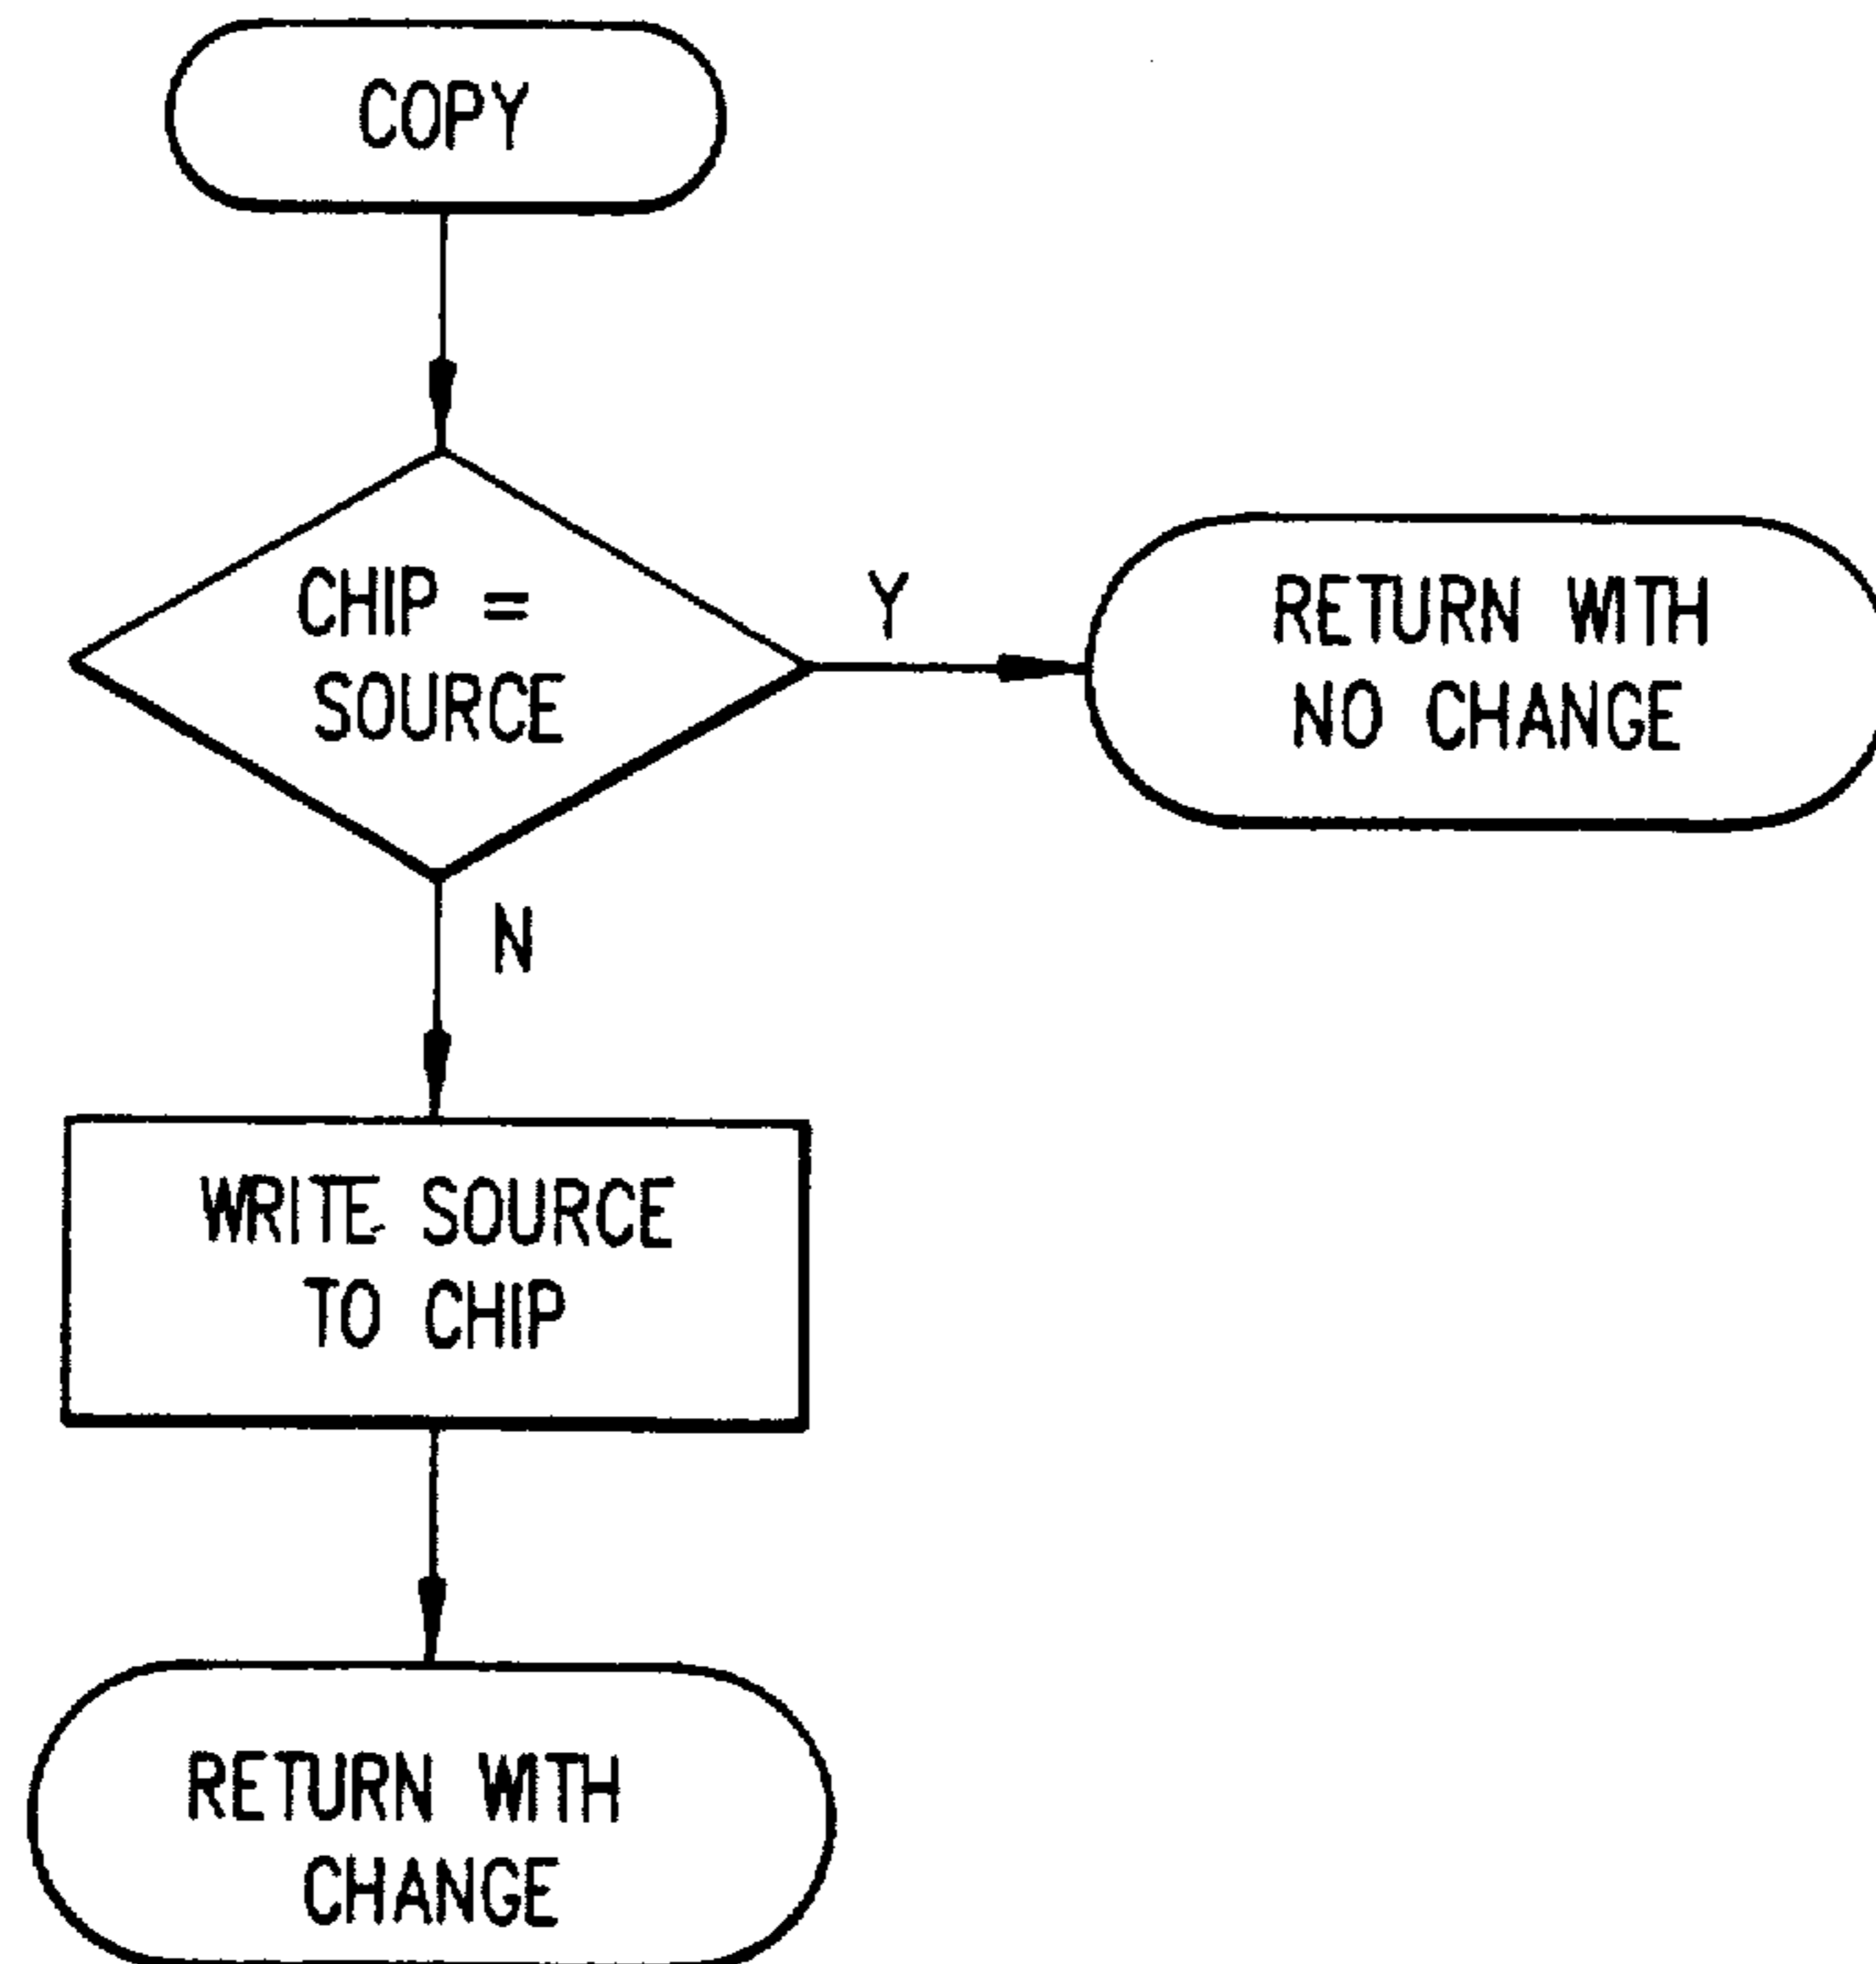 COPY
CHIP =
SOURCE
Y
RETURN WITH
NO CHANGE
N
WRITE SOURCE
TO CHIP
RETURN WITH
CHANGE